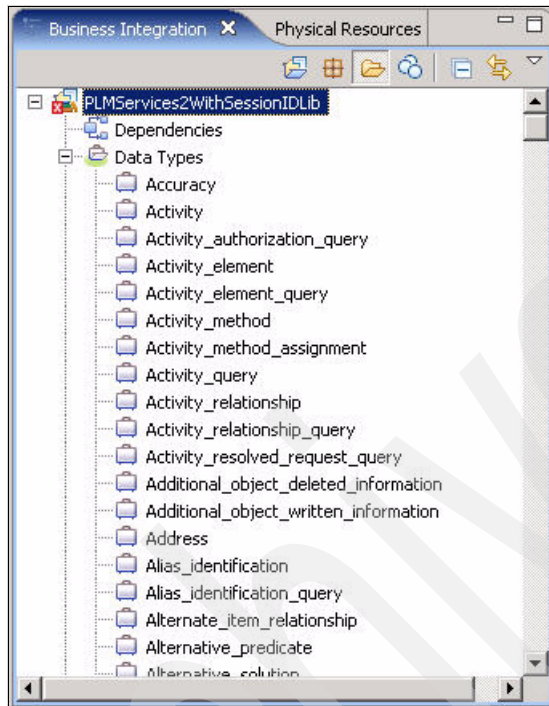 Business Integration
Physical Resources
PLMServices2WithSessionIDLib
Dependencies
Data Types
Accuracy
Activity
Activity_authorization_query
Activity_element
Activity_element_query
Activity_method
Activity_method_assignment
Activity_query
Activity_relationship
Activity_relationship_query
Activity_resolved_request_query
Additional_object_deleted_information
Additional_object_written_information
Address
Alias_identification
Alias_identification_query
Alternate_item_relationship
Alternative_predicate
Alternative_solution